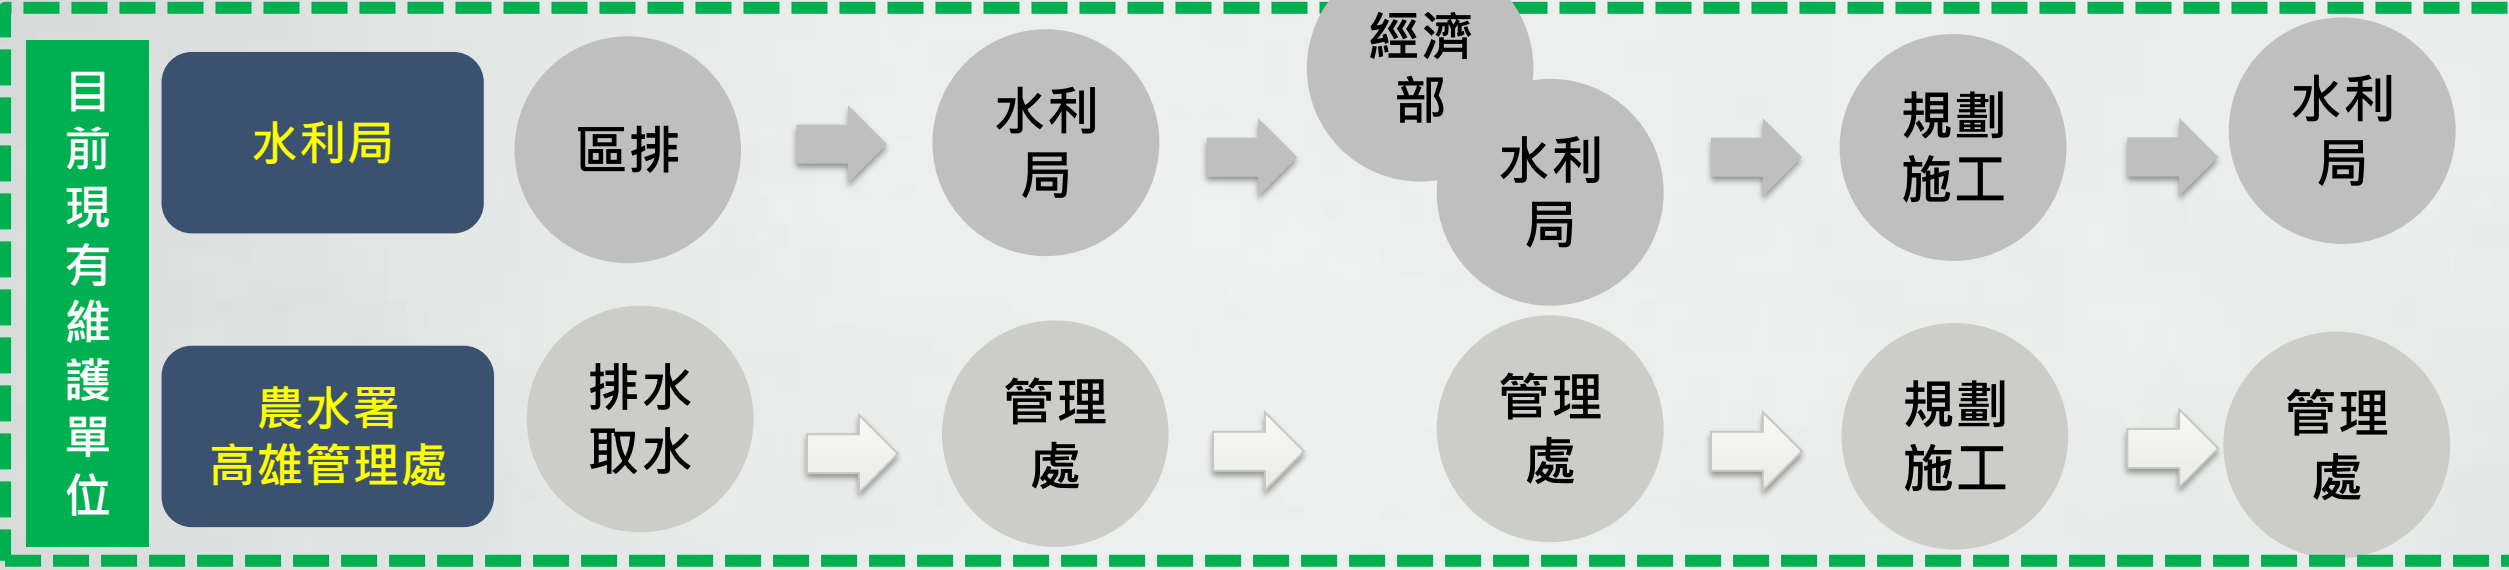 目前現有維護單位
水利局
區排
水利
局
經濟
部
水利
局
規劃
施工
水利
局
農水署
高雄管理處
排水
取水
管理
處
管理
處
規劃
施工
管理
處